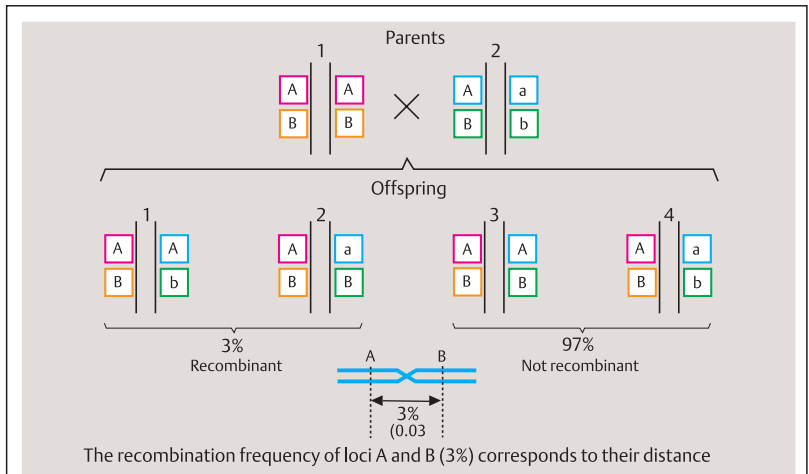 Parents
1 2
A A A a
B B B b
Offspring
1 2 3 4
A A A a A A A a
B b B B B B B b
3% 97%
Recombinant Not recombinant
A B
3%
(0.03
The recombination frequency of loci A and B (3%) corresponds to their distance